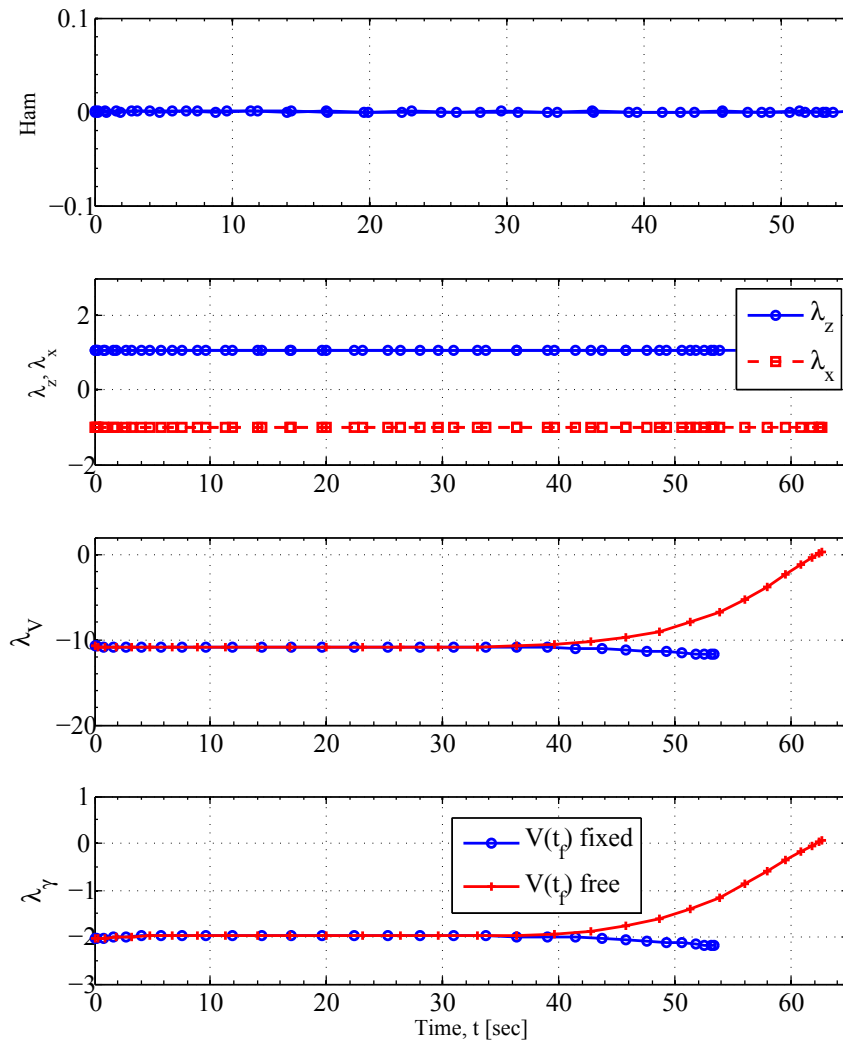 0.1
0
−0.1
Ham
0 10 20 30 40 50
2
0
−2
λz, λx
λz
λx
0 10 20 30 40 50 60
0
−10
−20
λV
0 10 20 30 40 50 60
1
0
−1
−2
−3
λγ
V(tf) fixed
V(tf) free
0 10 20 30 40 50 60
Time, t [sec]